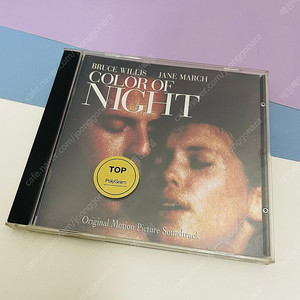 BRUCE WILLIS JANE MARCH
COLOR OF
NIGHT
TOP
PolyGram
Original Motion Picture Soundtrack